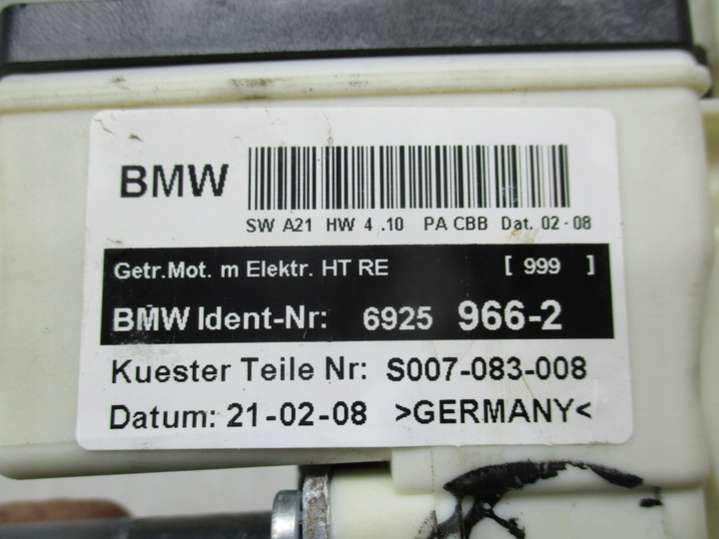 BMW
SW A21 HW 4 .10 PA CBB Dat. 02-08
Getr.Mot. m Elektr. HT RE [ 999 ]
BMW Ident-Nr: 6925 966-2
Kuester Teile Nr: S007-083-008
Datum: 21-02-08 >GERMANY<